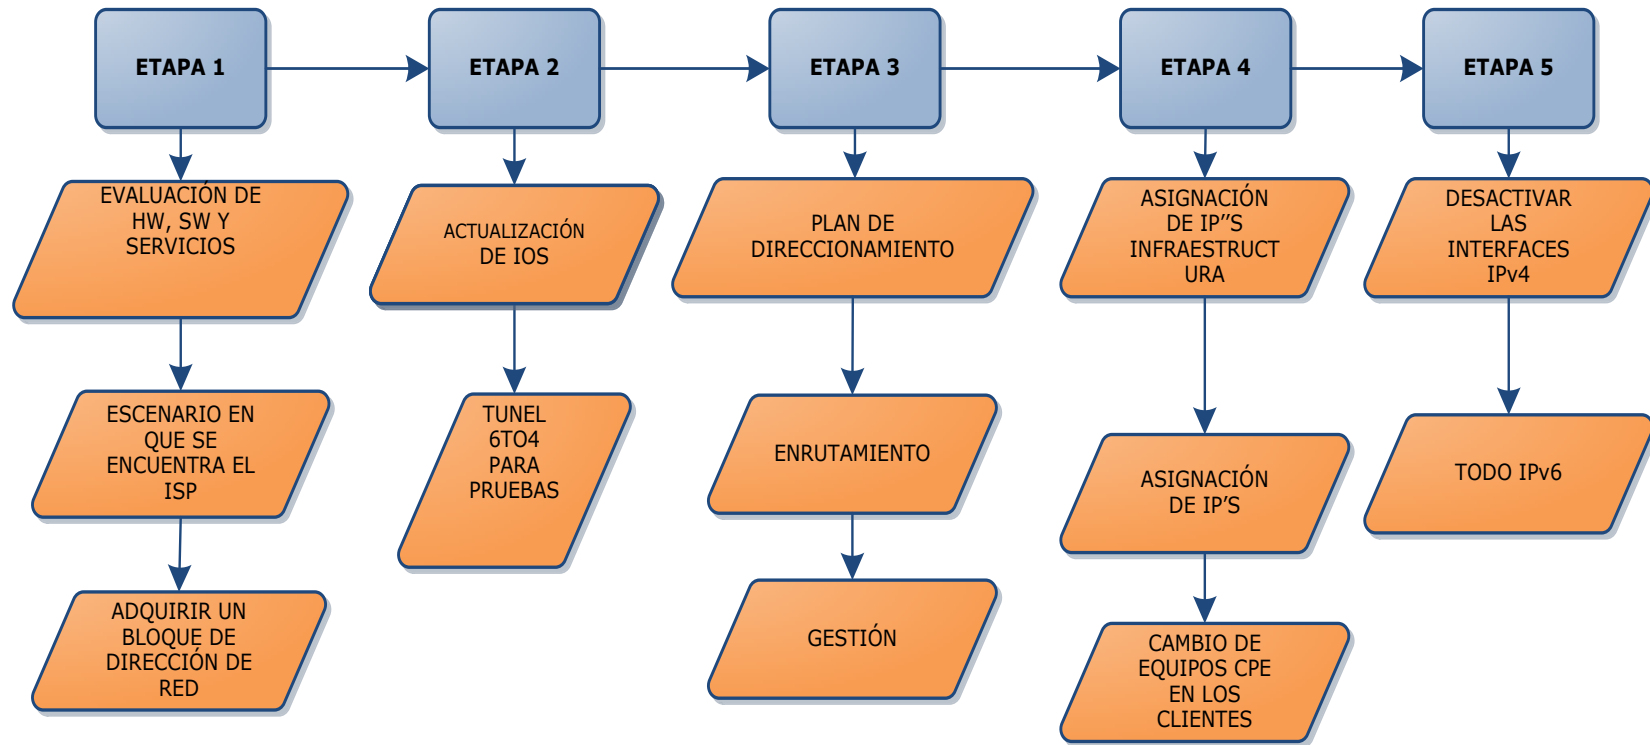 ETAPA 1
ETAPA 2
ETAPA 3
ETAPA 4
ETAPA 5
EVALUACIÓN DE
HW, SW Y
SERVICIOS
ACTUALIZACIÓN
DE IOS
PLAN DE
DIRECCIONAMIENTO
ASIGNACIÓN
DE IP''S
INFRAESTRUCT
URA
DESACTIVAR
LAS
INTERFACES
IPv4
ESCENARIO EN
QUE SE
ENCUENTRA EL
ISP
TUNEL
6TO4
PARA
PRUEBAS
ENRUTAMIENTO
ASIGNACIÓN
DE IP'S
TODO IPv6
ADQUIRIR UN
BLOQUE DE
DIRECCIÓN DE
RED
GESTIÓN
CAMBIO DE
EQUIPOS CPE
EN LOS
CLIENTES